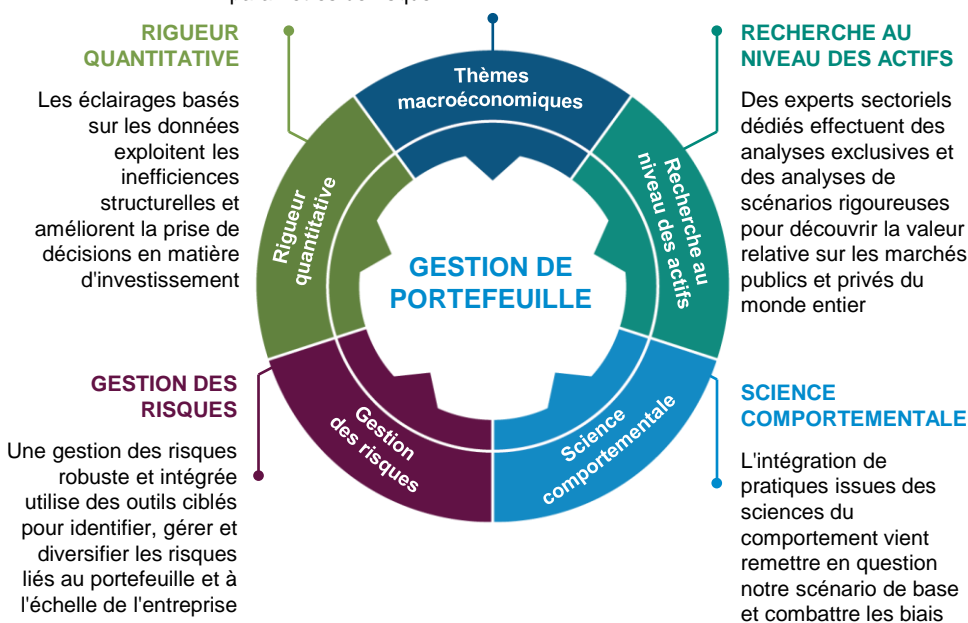 RIGUEUR
QUANTITATIVE
Les éclairages basés
sur les données
exploitent les
inefficiences
structurelles et
améliorent la prise de
décisions en matière
d'investissement
GESTION DES
RISQUES
Une gestion des risques
robuste et intégrée
utilise des outils ciblés
pour identifier, gérer et
diversifier les risques
liés au portefeuille et à
l'échelle de l'entreprise
Thèmes
macroéconomiques
Rigueur
quantitative
Recherche au
niveau des actifs
GESTION DE
PORTEFEUILLE
Gestion
des risques
Science
comportementale
RECHERCHE AU
NIVEAU DES ACTIFS
Des experts sectoriels
dédiés effectuent des
analyses exclusives et
des analyses de
scénarios rigoureuses
pour découvrir la valeur
relative sur les marchés
publics et privés du
monde entier
SCIENCE
COMPORTEMENTALE
L'intégration de
pratiques issues des
sciences du
comportement vient
remettre en question
notre scénario de base
et combattre les biais